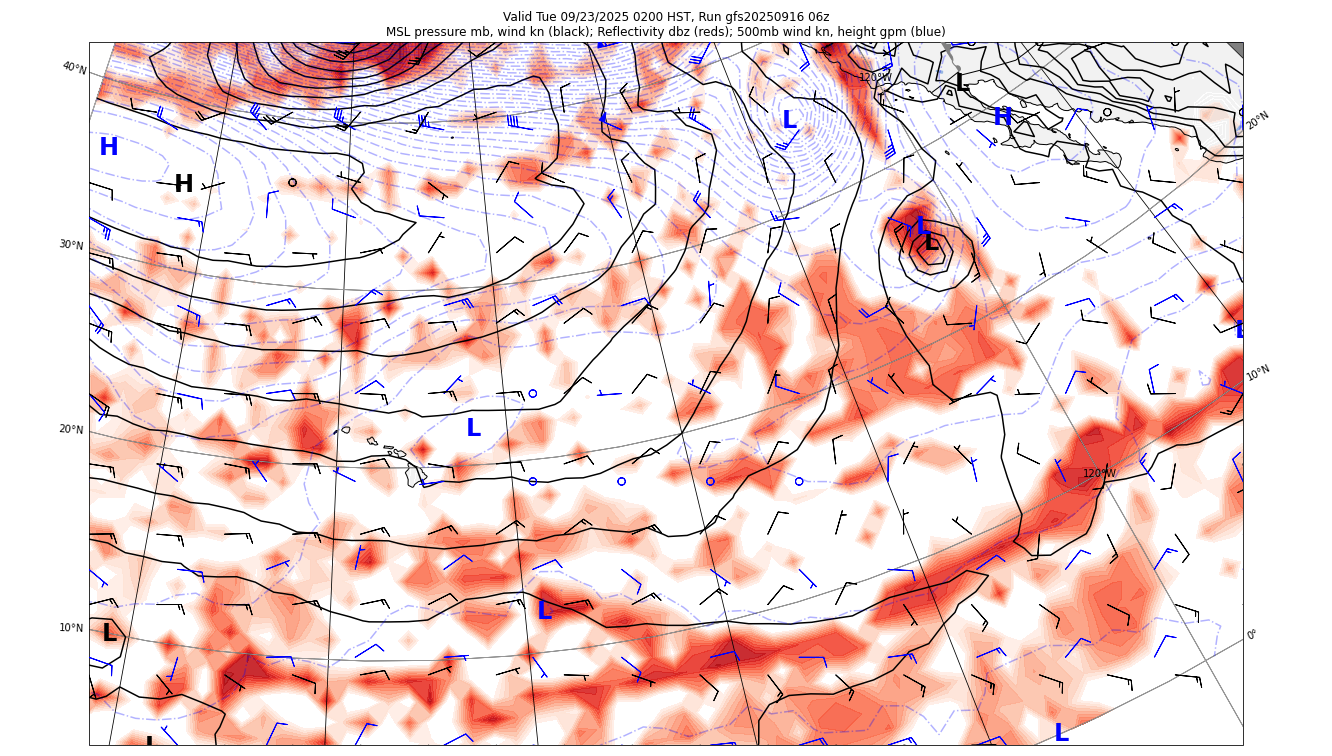 Valid Tue 09/23/2025 0200 HST, Run gfs20250916 06z
MSL pressure mb, wind kn (black); Reflectivity dbz (reds); 500mb wind kn, height gpm (blue)
40°N
120°W
L
H
L
20°N
H
H
L
L
30°N
L
10°N
20°N
L
120°W
L
10°N
L
0°
L
L